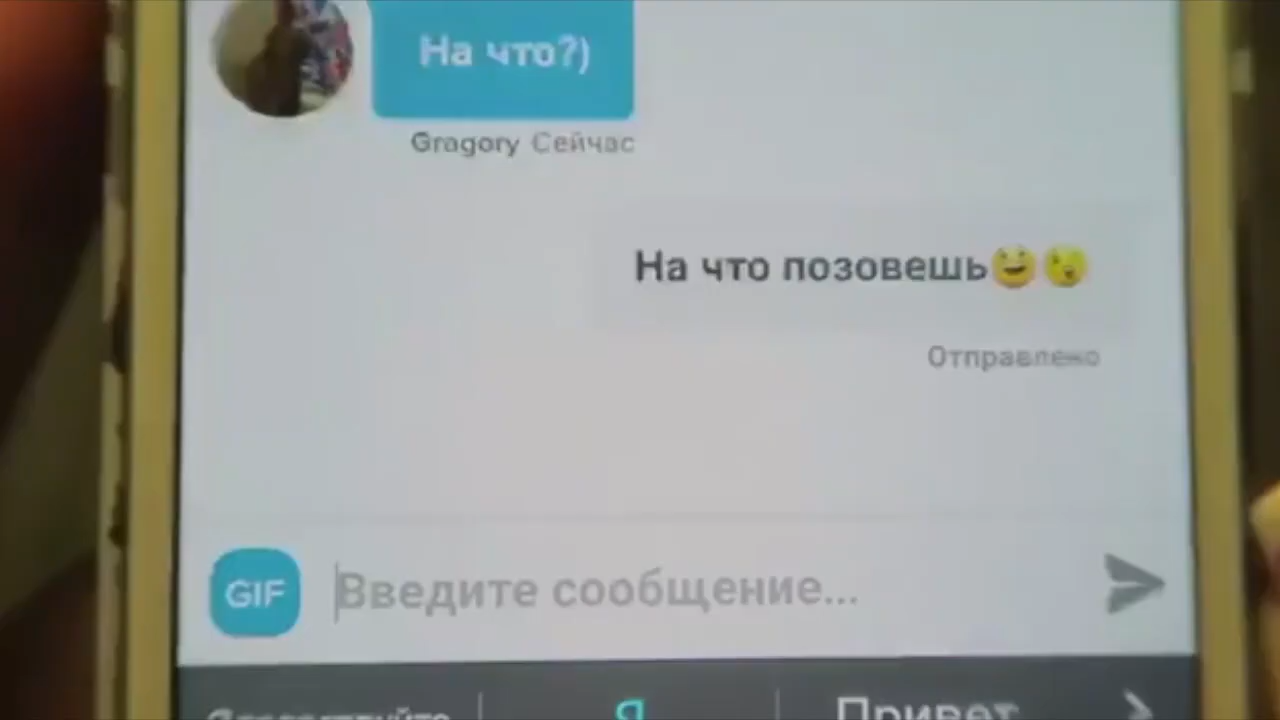 На что?)
Gragory Сейчас
На что позовешь
Отправлено
GIF
Введите сообщение...
Я
Привет